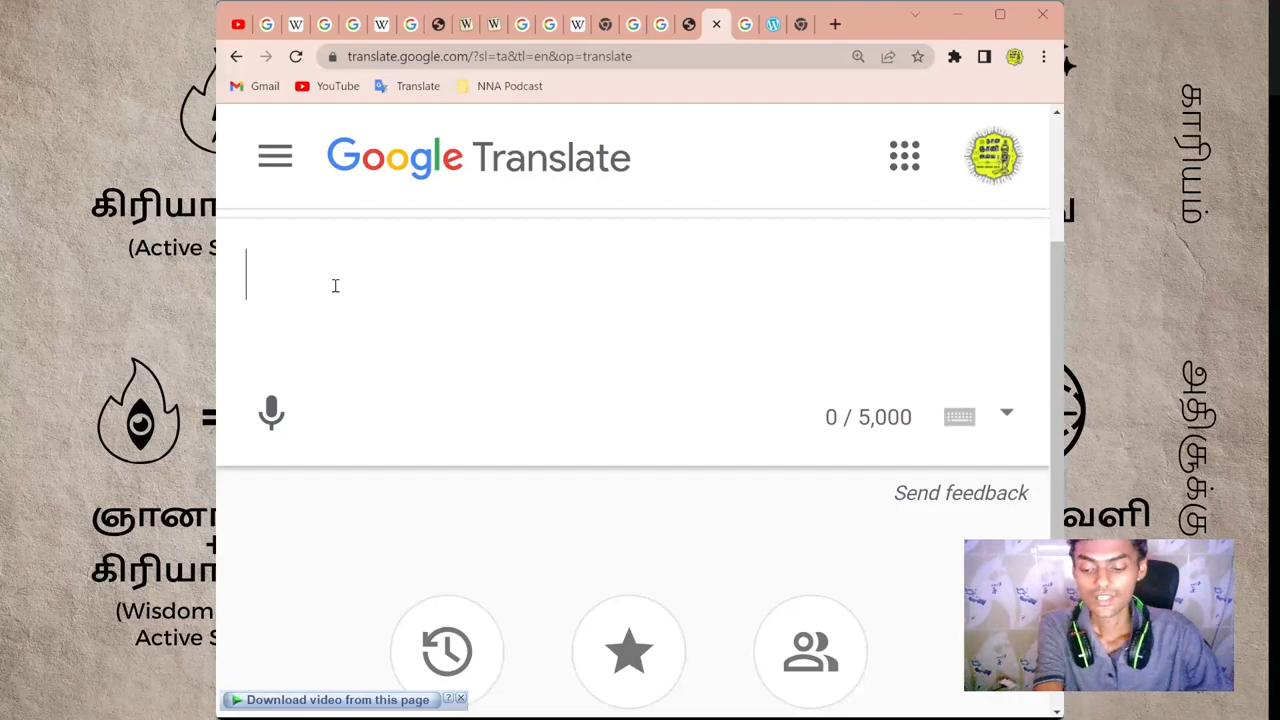 translate.google.com/?sl=ta&tl=en&op=translate
Gmail
YouTube
Translate
NNA Podcast
Google Translate
காரியம்
(Active
0 / 5,000
Send feedback
(Wisdom
Active
Download video from this page